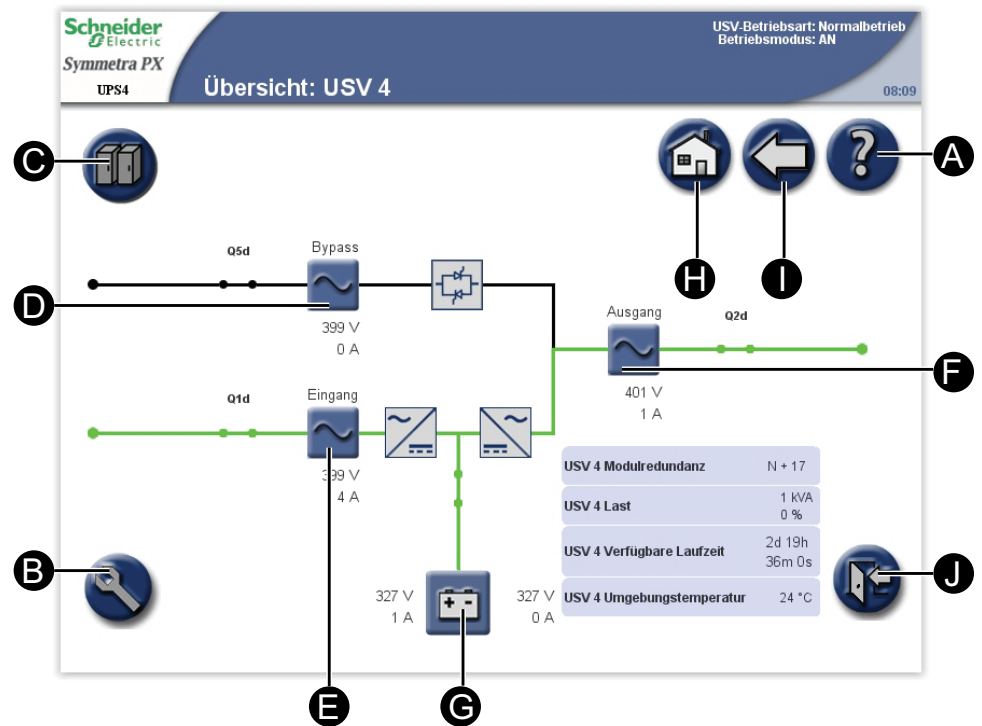 Schneider
Electric
Symmetra PX
UPS4
Übersicht: USV 4
USV-Betriebsart: Normalbetrieb
Betriebsmodus: AN
08:09
C
A
H
I
Q5d
Bypass
D
399 V
0 A
Ausgang
Q2d
F
401 V
1 A
Q1d
Eingang
399 V
4 A
USV 4 Modulredundanz N + 17
USV 4 Last 1 kVA
0 %
USV 4 Verfügbare Laufzeit 2d 19h
36m 0s
USV 4 Umgebungstemperatur 24 °C
B
J
327 V
1 A
327 V
0 A
E
G